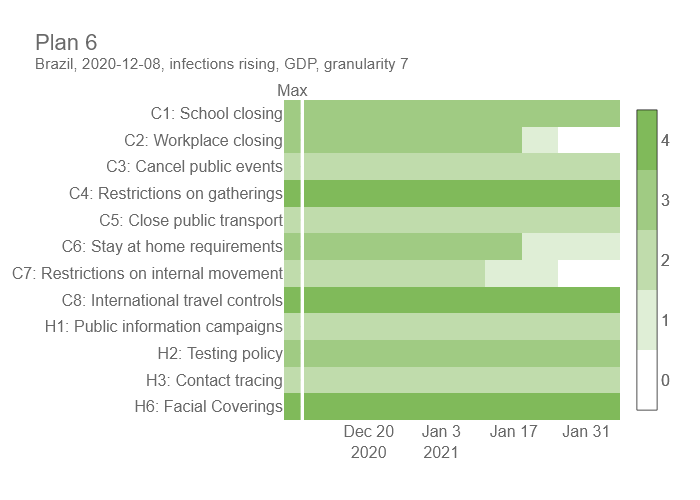 Plan 6
Brazil, 2020-12-08, infections rising, GDP, granularity 7
Max
C1: School closing
C2: Workplace closing
C3: Cancel public events
C4: Restrictions on gatherings
C5: Close public transport
C6: Stay at home requirements
C7: Restrictions on internal movement
C8: International travel controls
H1: Public information campaigns
H2: Testing policy
H3: Contact tracing
H6: Facial Coverings
Dec 20 Jan 3 Jan 17 Jan 31
2020 2021
4
3
2
1
0